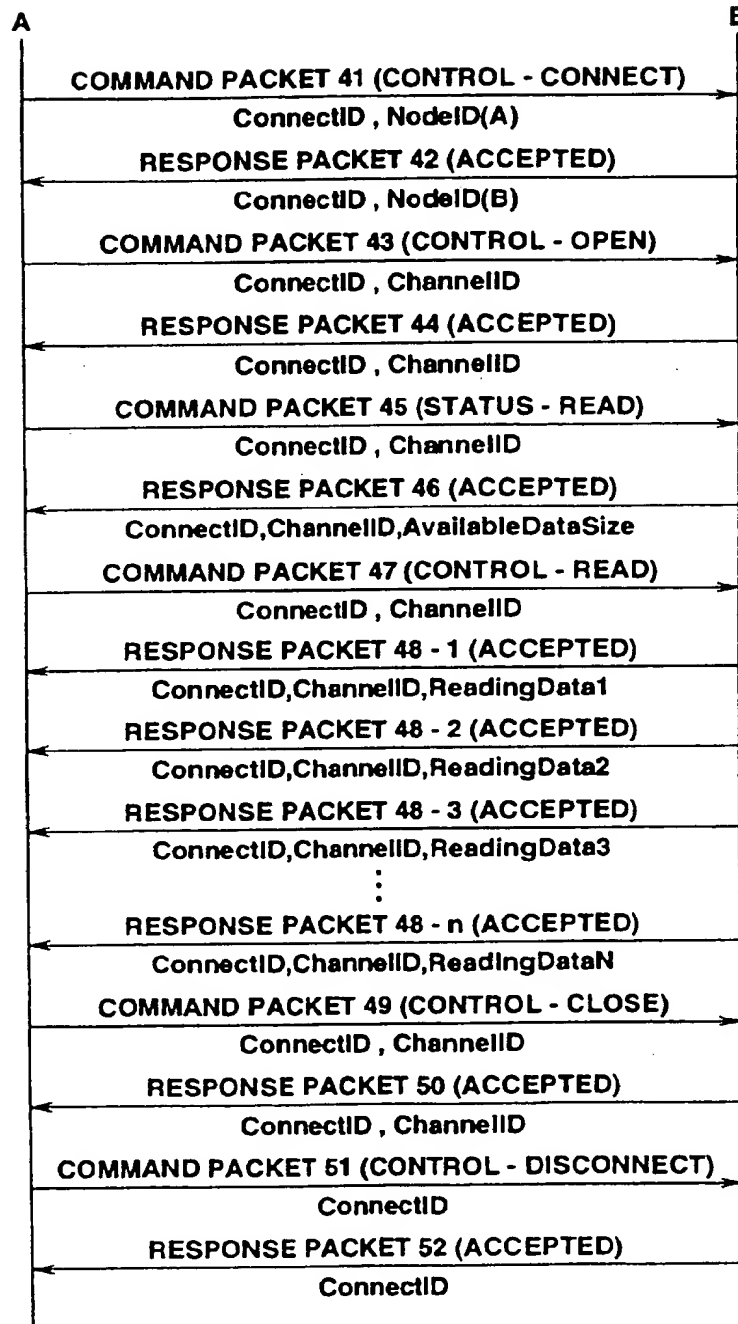 A
COMMAND PACKET 41 (CONTROL - CONNECT)
ConnectID , NodeID(A)
RESPONSE PACKET 42 (ACCEPTED)
ConnectID , NodeID(B)
COMMAND PACKET 43 (CONTROL - OPEN)
ConnectID , ChannelID
RESPONSE PACKET 44 (ACCEPTED)
ConnectID , ChannelID
COMMAND PACKET 45 (STATUS - READ)
ConnectID , ChannelID
RESPONSE PACKET 46 (ACCEPTED)
ConnectID,ChannelID,AvailableDataSize
COMMAND PACKET 47 (CONTROL - READ)
ConnectID , ChannelID
RESPONSE PACKET 48 - 1 (ACCEPTED)
ConnectID,ChannelID,ReadingData1
RESPONSE PACKET 48 - 2 (ACCEPTED)
ConnectID,ChannelID,ReadingData2
RESPONSE PACKET 48 - 3 (ACCEPTED)
ConnectID,ChannelID,ReadingData3
RESPONSE PACKET 48 - n (ACCEPTED)
ConnectID,ChannelID,ReadingDataN
COMMAND PACKET 49 (CONTROL - CLOSE)
ConnectID , ChannelID
RESPONSE PACKET 50 (ACCEPTED)
ConnectID , ChannelID
COMMAND PACKET 51 (CONTROL - DISCONNECT)
ConnectID
RESPONSE PACKET 52 (ACCEPTED)
ConnectID